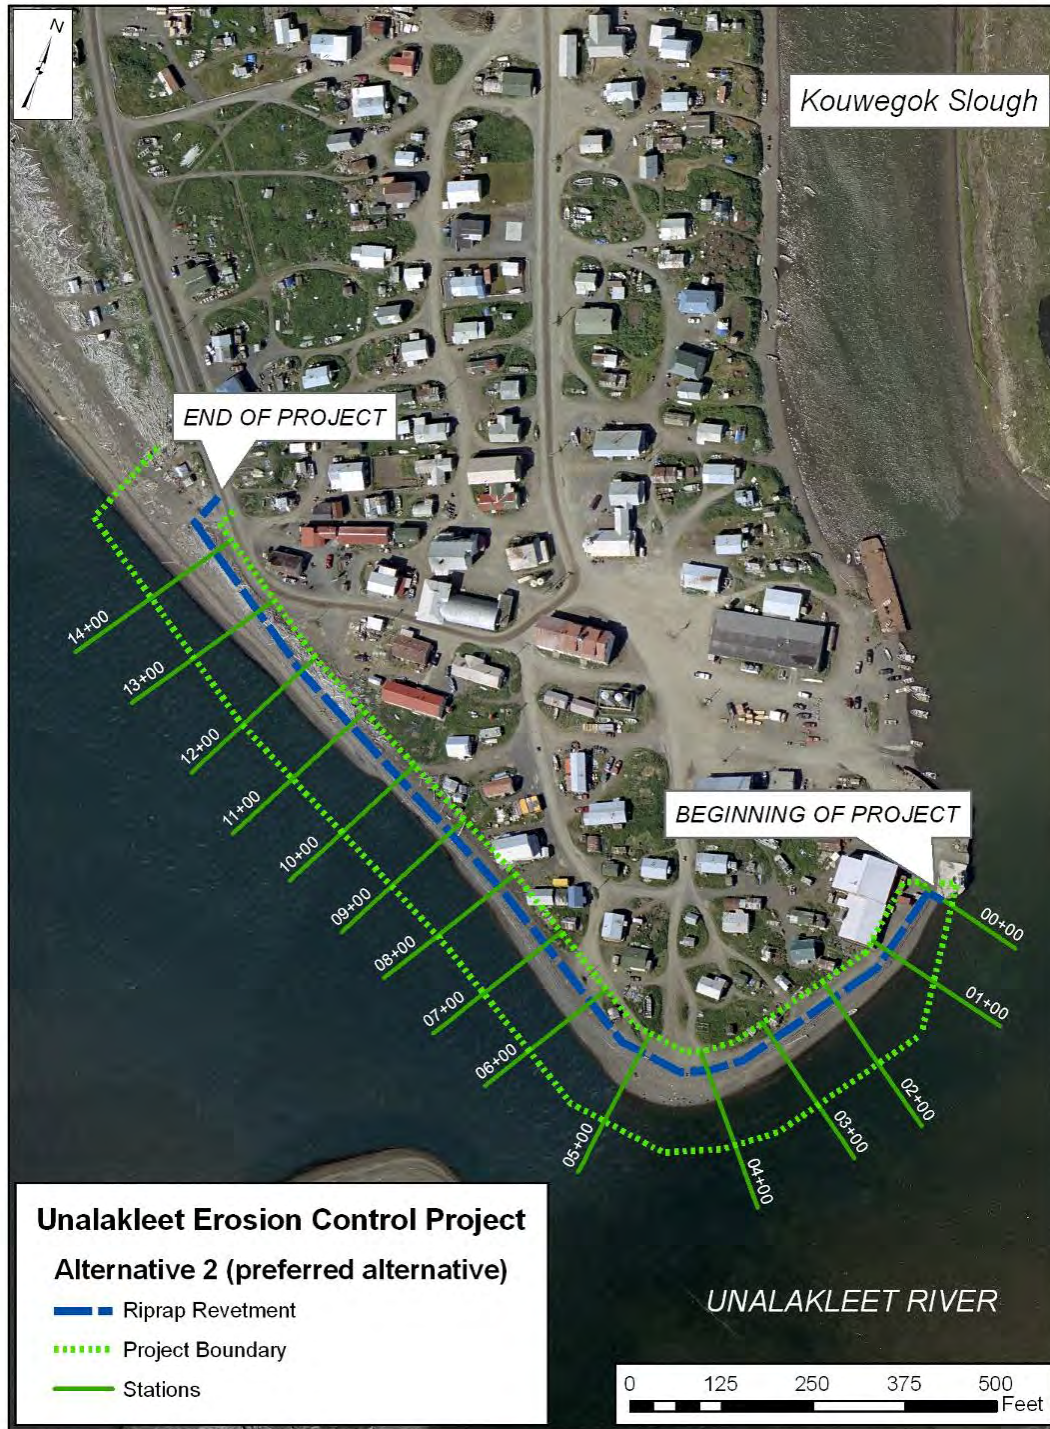 N
Kouwegok Slough
END OF PROJECT
14+00
13+00
12+00
11+00
10+00
09+00
08+00
07+00
06+00
05+00
04+00
03+00
02+00
01+00
00+00
BEGINNING OF PROJECT
UNALAKLEET RIVER
Unalakleet Erosion Control Project
Alternative 2 (preferred alternative)
Riprap Revetment
Project Boundary
Stations
0 125 250 375 500
Feet